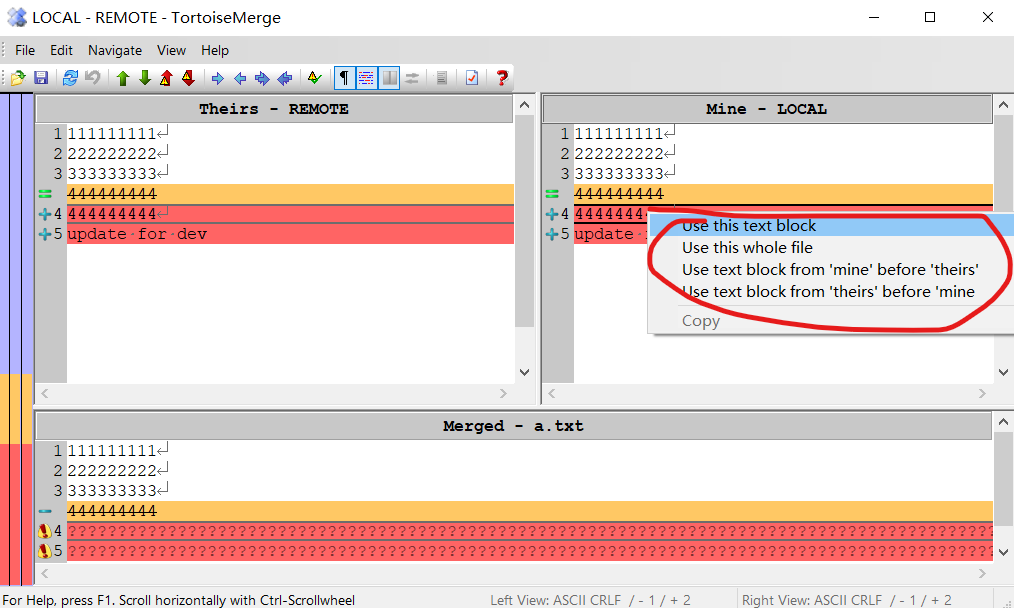 LOCAL - REMOTE - TortoiseMerge
File Edit Navigate View Help
Theirs - REMOTE
1 111111111
2 222222222
3 333333333
444444444
4 444444444
5 update·for·dev
Mine - LOCAL
1 111111111
2 222222222
3 333333333
444444444
4 4444444
5 update
Use this text block
Use this whole file
Use text block from 'mine' before 'theirs'
Use text block from 'theirs' before 'mine
Copy
Merged - a.txt
1 111111111
2 222222222
3 333333333
444444444
4 ????????????????????????????????????????????????????????????????????????????????????????
5 ????????????????????????????????????????????????????????????????????????????????????????
For Help, press F1. Scroll horizontally with Ctrl-Scrollwheel
Left View: ASCII CRLF / - 1 / + 2
Right View: ASCII CRLF / - 1 / + 2